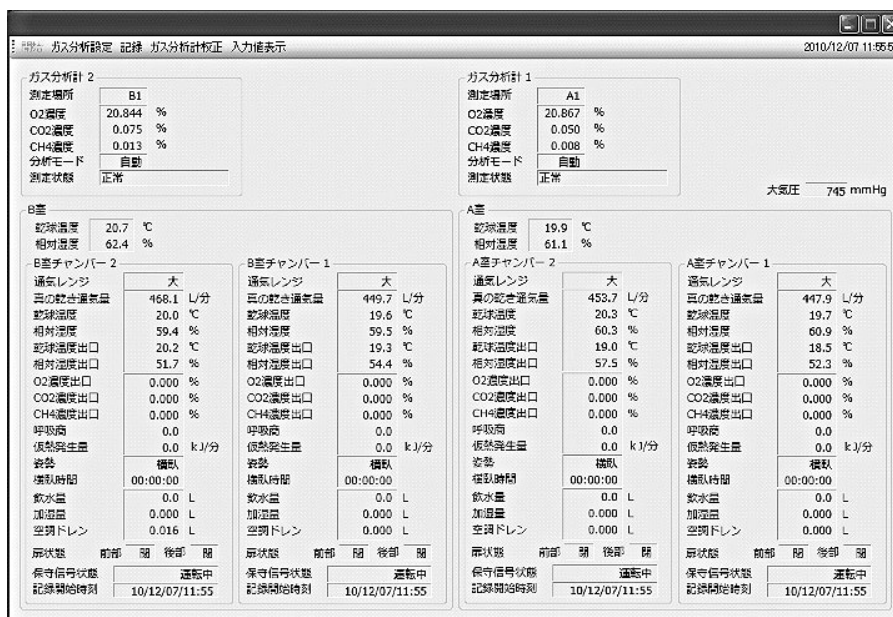 開始 ガス分析設定 記録 ガス分析計校正 入力値表示
2010/12/07 11:55:5
ガス分析計 2
測定場所 B1
O2濃度 20.844 %
CO2濃度 0.075 %
CH4濃度 0.013 %
分析モード 自動
測定状態 正常
ガス分析計 1
測定場所 A1
O2濃度 20.867 %
CO2濃度 0.050 %
CH4濃度 0.008 %
分析モード 自動
測定状態 正常
大気圧 745 mmHg
B室
乾球温度 20.7 ℃
相対湿度 62.4 %
B室チャンバー 2
通気レンジ 大
真の乾き通気量 468.1 L/分
乾球温度 20.0 ℃
相対湿度 59.4 %
乾球温度出口 20.2 ℃
相対湿度出口 51.7 %
O2濃度出口 0.000 %
CO2濃度出口 0.000 %
CH4濃度出口 0.000 %
呼吸商 0.0
仮熱発生量 0.0 kJ/分
姿勢 横臥
横臥時間 00:00:00
飲水量 0.0 L
加湿量 0.000 L
空調ドレン 0.016 L
扉状態 前部 閉 後部 閉
保守信号状態 運転中
記録開始時刻 10/12/07/11:55
B室チャンバー 1
通気レンジ 大
真の乾き通気量 449.7 L/分
乾球温度 19.6 ℃
相対湿度 59.5 %
乾球温度出口 19.3 ℃
相対湿度出口 54.4 %
O2濃度出口 0.000 %
CO2濃度出口 0.000 %
CH4濃度出口 0.000 %
呼吸商 0.0
仮熱発生量 0.0 kJ/分
姿勢 横臥
横臥時間 00:00:00
飲水量 0.0 L
加湿量 0.000 L
空調ドレン 0.000 L
扉状態 前部 閉 後部 閉
保守信号状態 運転中
記録開始時刻 10/12/07/11:55
A室
乾球温度 19.9 ℃
相対湿度 61.1 %
A室チャンバー 2
通気レンジ 大
真の乾き通気量 453.7 L/分
乾球温度 20.3 ℃
相対湿度 60.3 %
乾球温度出口 19.0 ℃
相対湿度出口 57.5 %
O2濃度出口 0.000 %
CO2濃度出口 0.000 %
CH4濃度出口 0.000 %
呼吸商 0.0
仮熱発生量 0.0 kJ/分
姿勢 横臥
横臥時間 00:00:00
飲水量 0.0 L
加湿量 0.000 L
空調ドレン 0.000 L
扉状態 前部 閉 後部 閉
保守信号状態 運転中
記録開始時刻 10/12/07/11:55
A室チャンバー 1
通気レンジ 大
真の乾き通気量 447.9 L/分
乾球温度 19.7 ℃
相対湿度 60.9 %
乾球温度出口 18.5 ℃
相対湿度出口 52.3 %
O2濃度出口 0.000 %
CO2濃度出口 0.000 %
CH4濃度出口 0.000 %
呼吸商 0.0
仮熱発生量 0.0 kJ/分
姿勢 横臥
横臥時間 00:00:00
飲水量 0.0 L
加湿量 0.000 L
空調ドレン 0.000 L
扉状態 前部 閉 後部 閉
保守信号状態 運転中
記録開始時刻 10/12/07/11:55